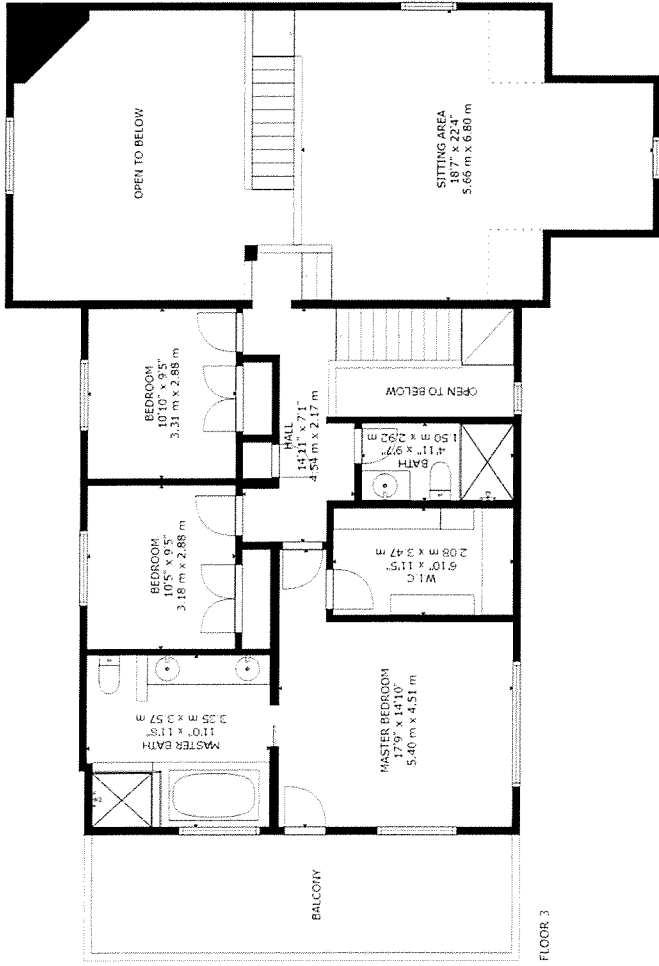 OPEN TO BELOW
SITTING AREA
18'7" x 22'4"
5.66 m x 6.80 m
BEDROOM
10'10" x 9'5"
3.31 m x 2.88 m
HALL
14'11" x 7'1"
4.54 m x 2.17 m
OPEN TO BELOW
BATH
4'11" x 9'7"
1.50 m x 2.92 m
BEDROOM
10'5" x 9'5"
3.18 m x 2.88 m
W.I.C
6'10" x 11'5"
2.08 m x 3.47 m
MASTER BATH
11'0" x 11'8"
3.35 m x 3.57 m
MASTER BEDROOM
17'9" x 14'10"
5.40 m x 4.51 m
BALCONY
FLOOR 3